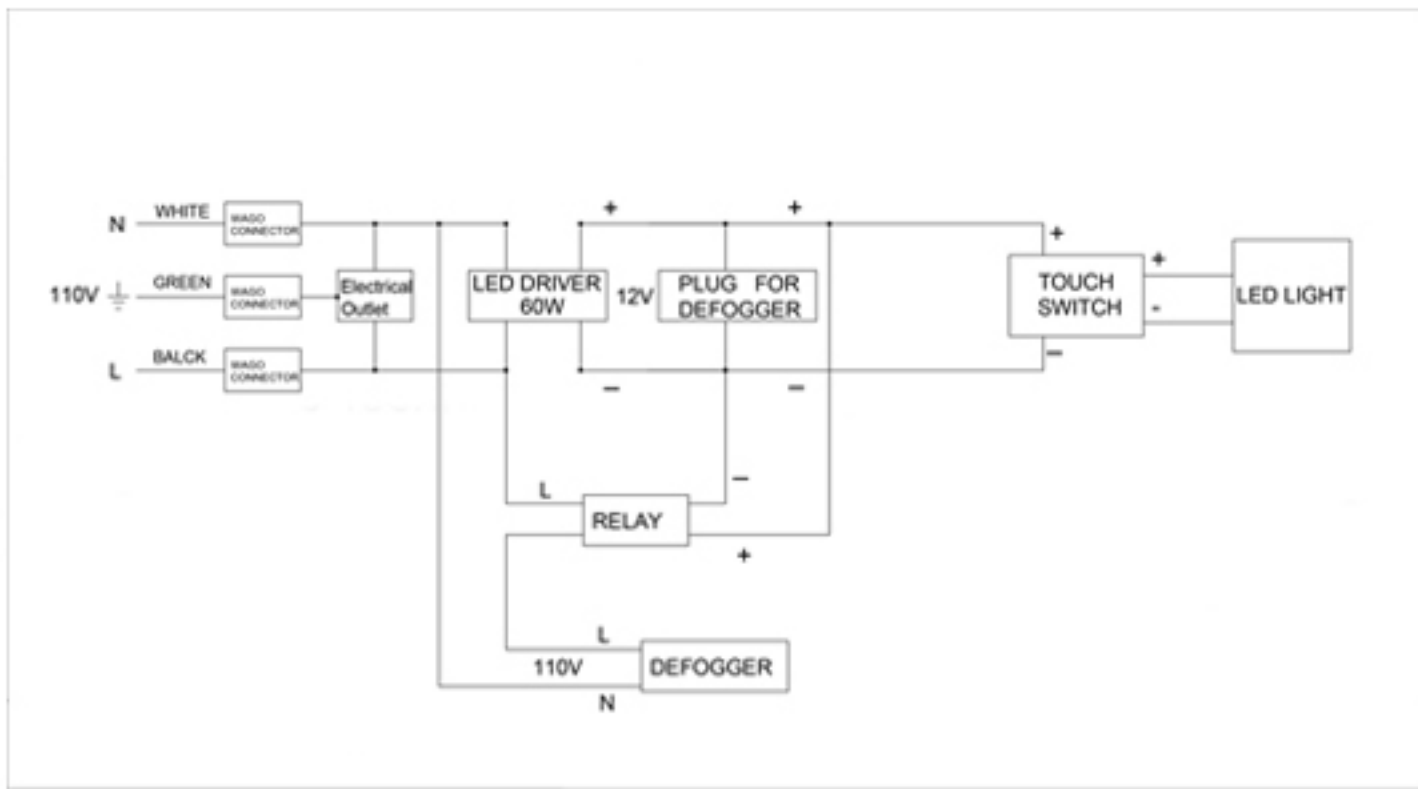 N
WHITE
WAGO
CONNECTOR
+
+
+
110V
GREEN
WAGO
CONNECTOR
Electrical
Outlet
LED DRIVER
60W
12V
PLUG FOR
DEFOGGER
TOUCH
SWITCH
+
-
LED LIGHT
L
BALCK
WAGO
CONNECTOR
–
–
–
L
RELAY
–
+
L
110V
N
DEFOGGER